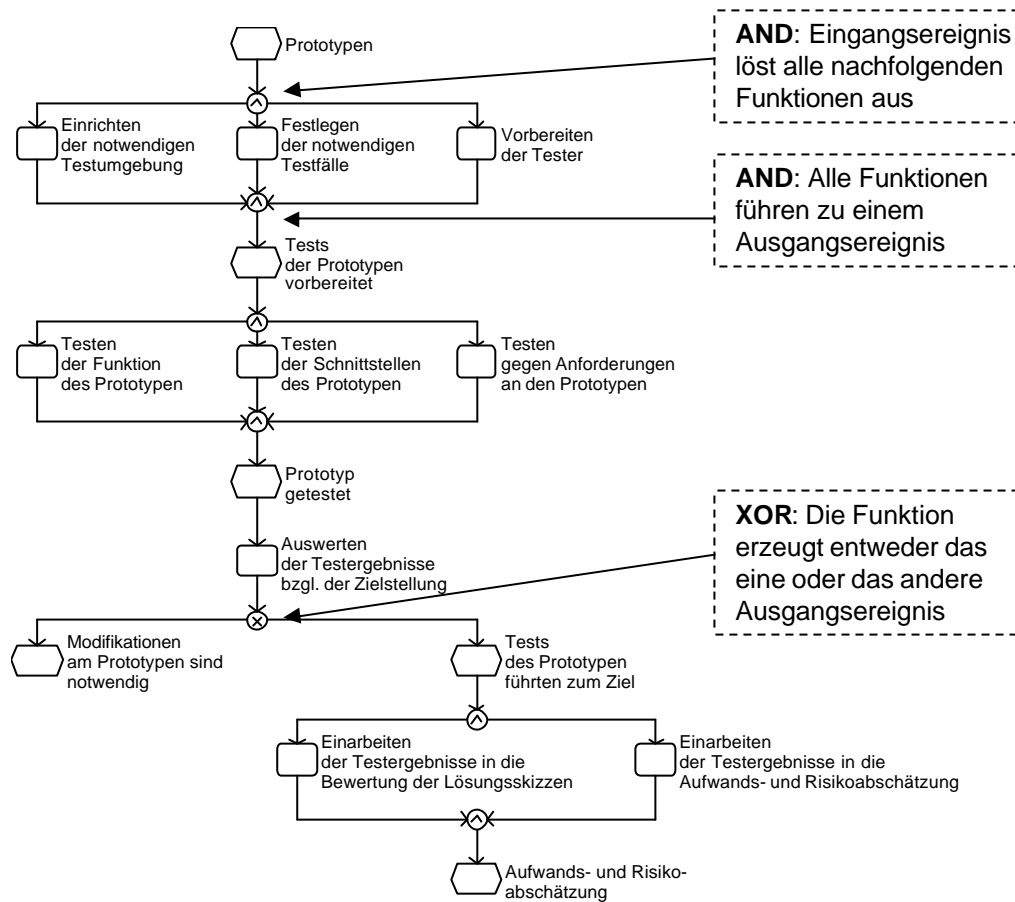 Prototypen
AND: Eingangsereignis
löst alle nachfolgenden
Funktionen aus
Einrichten
der notwendigen
Testumgebung
Festlegen
der notwendigen
Testfälle
Vorbereiten
der Tester
AND: Alle Funktionen
führen zu einem
Ausgangsereignis
Tests
der Prototypen
vorbereitet
Testen
der Funktion
des Prototypen
Testen
der Schnittstellen
des Prototypen
Testen
gegen Anforderungen
an den Prototypen
Prototyp
getestet
XOR: Die Funktion
erzeugt entweder das
eine oder das andere
Ausgangsereignis
Auswerten
der Testergebnisse
bzgl. der Zielstellung
Modifikationen
am Prototypen sind
notwendig
Tests
des Prototypen
führten zum Ziel
Einarbeiten
der Testergebnisse in die
Bewertung der Lösungsskizzen
Einarbeiten
der Testergebnisse in die
Aufwands- und Risikoabschätzung
Aufwands- und Risiko-
abschätzung